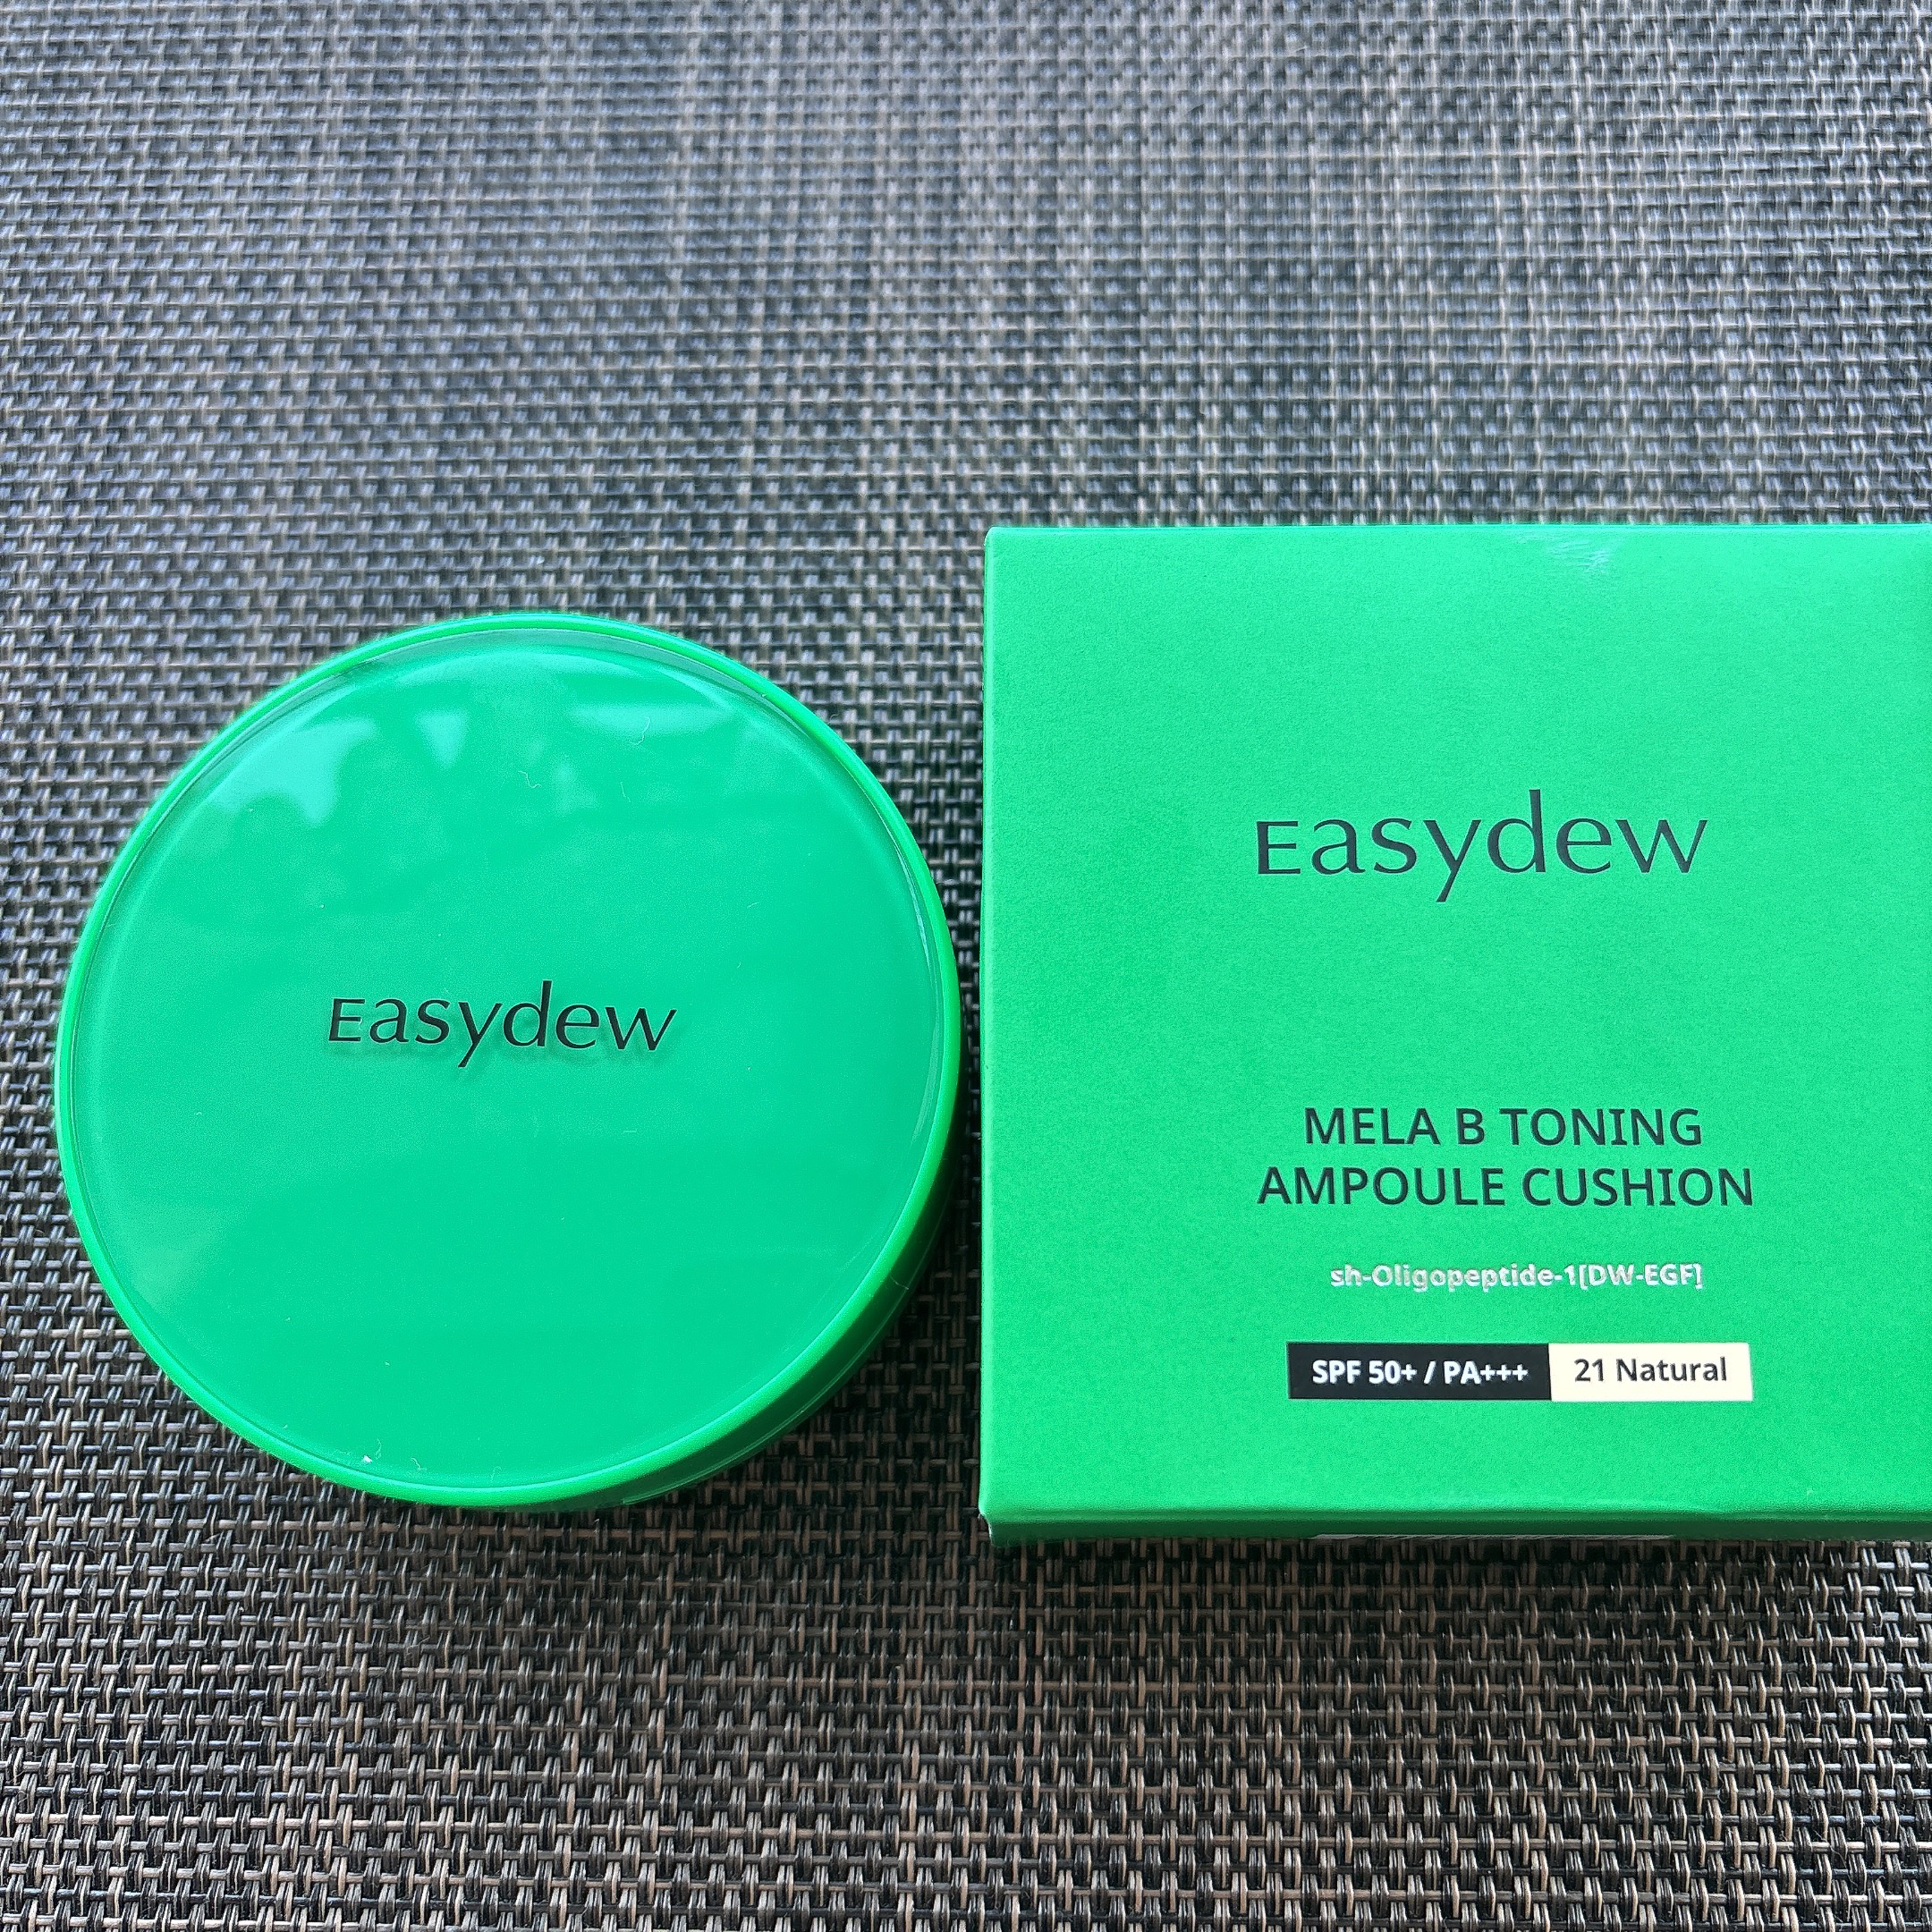 Easydew
Easydew
MELA B TONING
AMPOULE CUSHION
sh-Oligopeptide-1[DW-EGF]
SPF 50+ / PA+++ 21 Natural